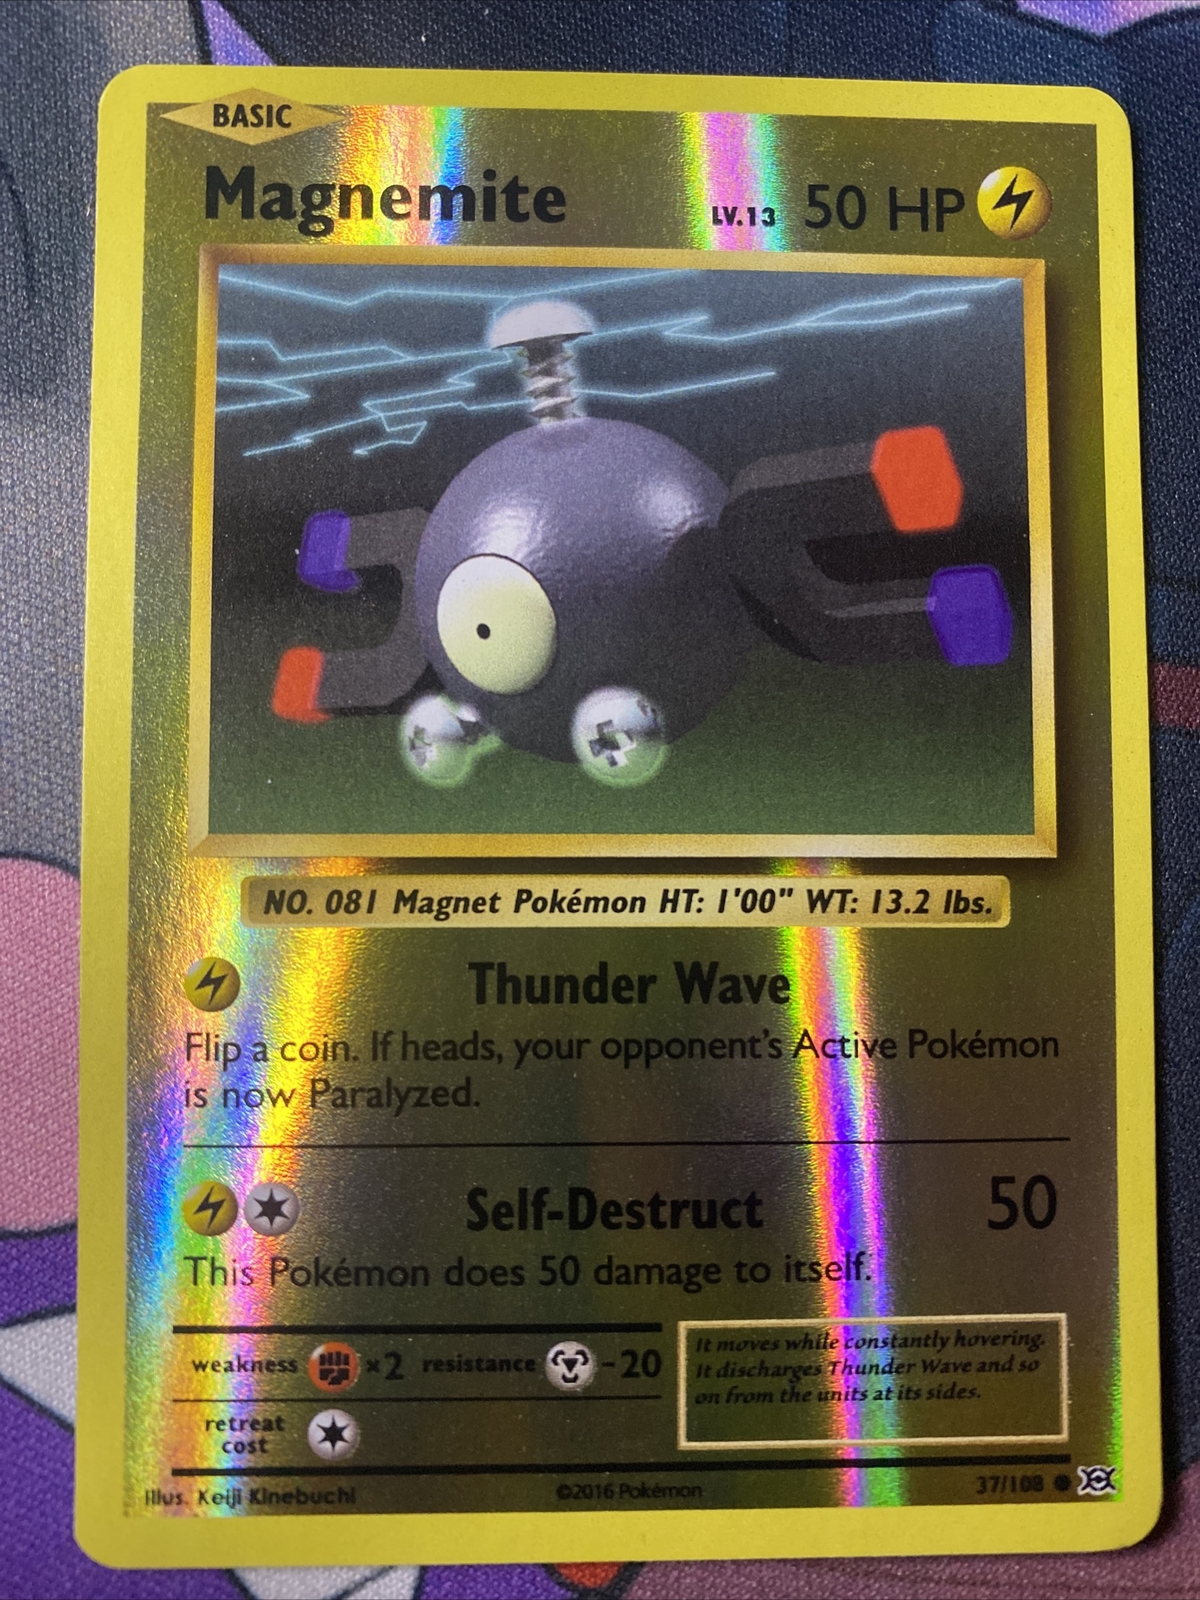 BASIC
Magnemite LV.13 50 HP
NO. 081 Magnet Pokémon HT: 1'00" WT: 13.2 lbs.
Thunder Wave
Flip a coin. If heads, your opponent's Active Pokémon
is now Paralyzed.
Self-Destruct 50
This Pokémon does 50 damage to itself.
weakness ×2 resistance -20
retreat
cost
It moves while constantly hovering.
It discharges Thunder Wave and so
on from the units at its sides.
Illus. Keiji Kinebuchi ©2016 Pokémon 37/108